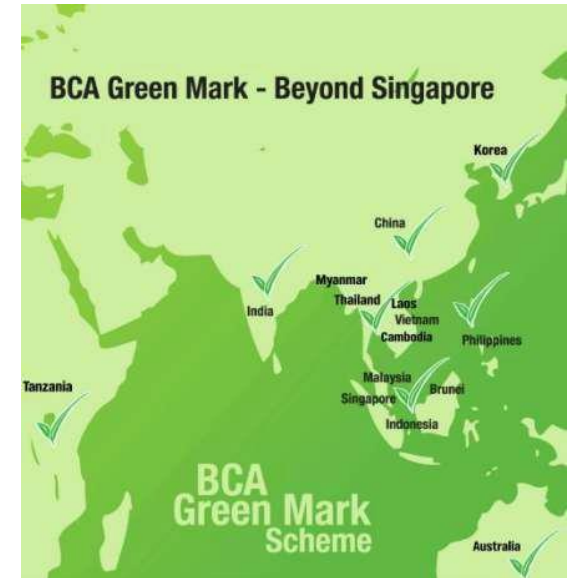 BCA Green Mark - Beyond Singapore
Korea
China
Myanmar
India
Thailand
Laos
Vietnam
Cambodia
Philippines
Malaysia
Tanzania
Brunei
Singapore
Indonesia
BCA
Green Mark
Scheme
Australia